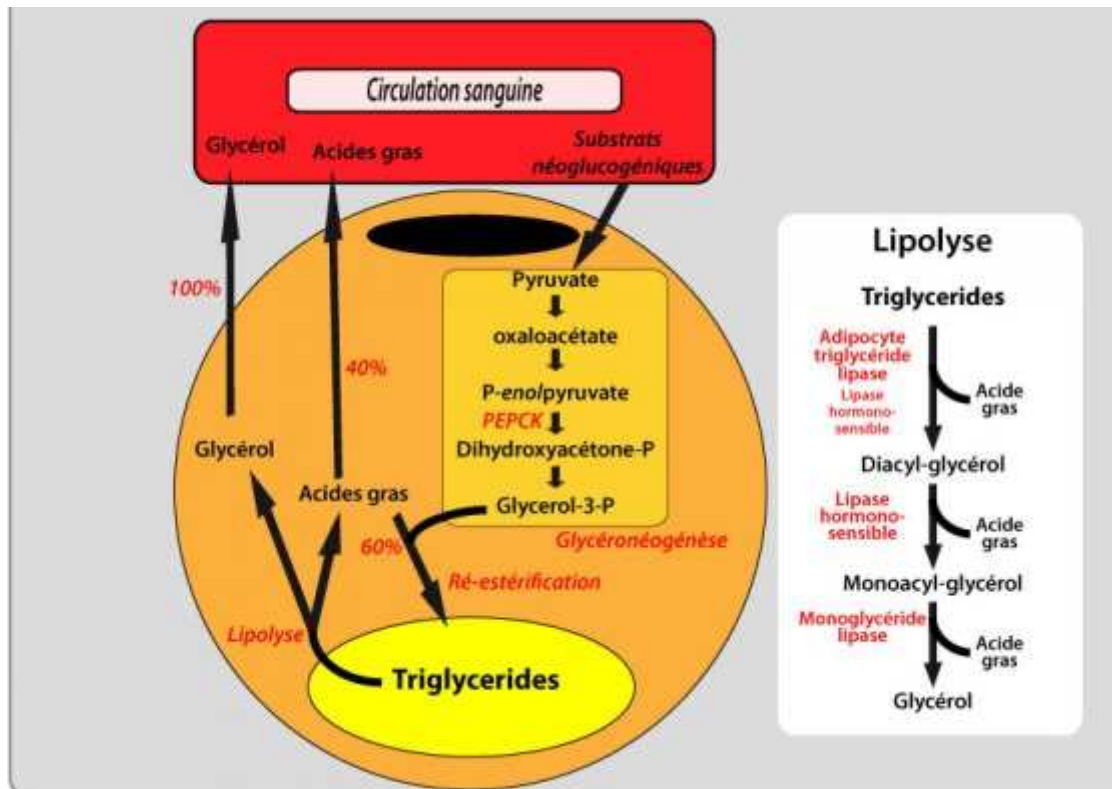 Circulation sanguine
Glycérol
Acides gras
Substrats
néoglucogéniques
100%
40%
Pyruvate
oxaloacétate
P-enolpyruvate
PEPCK
Dihydroxyacétone-P
Glycerol-3-P
Glycéronéogénèse
Glycérol
Acides gras
60%
Ré-estérification
Lipolyse
Triglycerides
Lipolyse
Triglycerides
Adipocyte
triglycéride
lipase
Lipase
hormono-
sensible
Acide
gras
Diacyl-glycérol
Lipase
hormono-
sensible
Acide
gras
Monoacyl-glycérol
Monoglycéride
lipase
Acide
gras
Glycérol